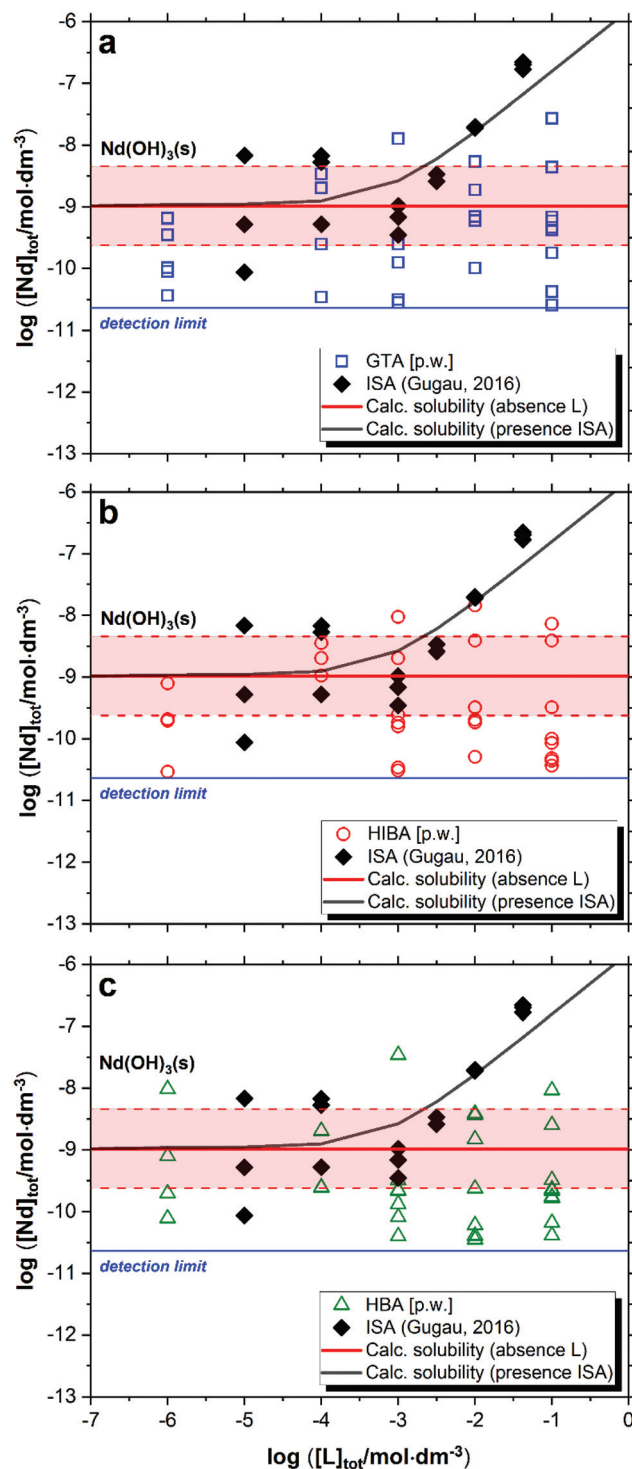 a
-6
-7
-8
-9
-10
-11
-12
-13
log ([Nd]tot/mol·dm⁻³)
Nd(OH)₃(s)
detection limit
GTA [p.w.]
ISA (Gugau, 2016)
Calc. solubility (absence L)
Calc. solubility (presence ISA)
b
-6
-7
-8
-9
-10
-11
-12
-13
log ([Nd]tot/mol·dm⁻³)
Nd(OH)₃(s)
detection limit
HIBA [p.w.]
ISA (Gugau, 2016)
Calc. solubility (absence L)
Calc. solubility (presence ISA)
c
-6
-7
-8
-9
-10
-11
-12
-13
log ([Nd]tot/mol·dm⁻³)
Nd(OH)₃(s)
detection limit
HBA [p.w.]
ISA (Gugau, 2016)
Calc. solubility (absence L)
Calc. solubility (presence ISA)
-7 -6 -5 -4 -3 -2 -1 0
log ([L]tot/mol·dm⁻³)